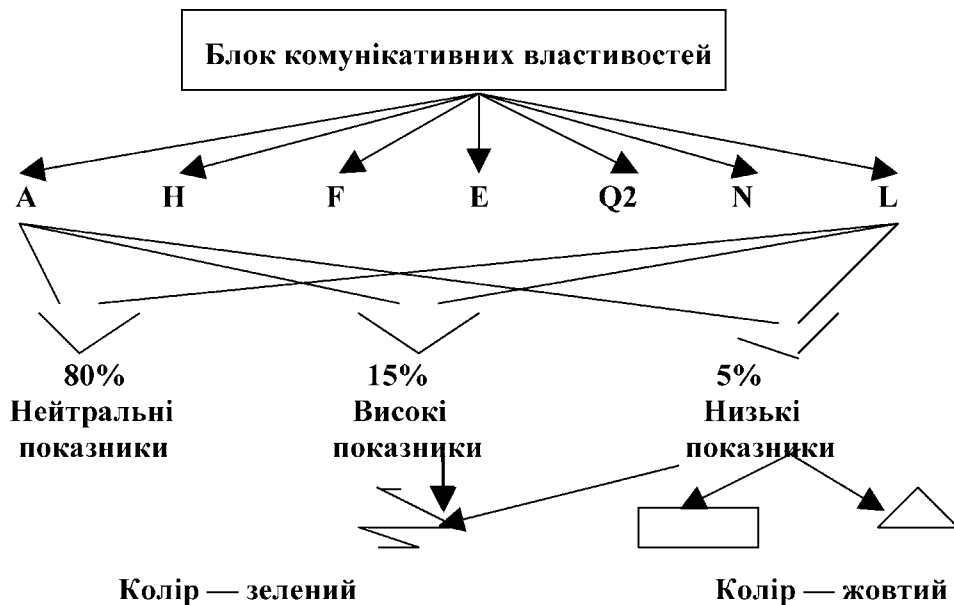 Блок комунікативних властивостей
A H F E Q2 N L
80% 15% 5%
Нейтральні Високі Низькі
показники показники показники
Колір — зелений Колір — жовтий